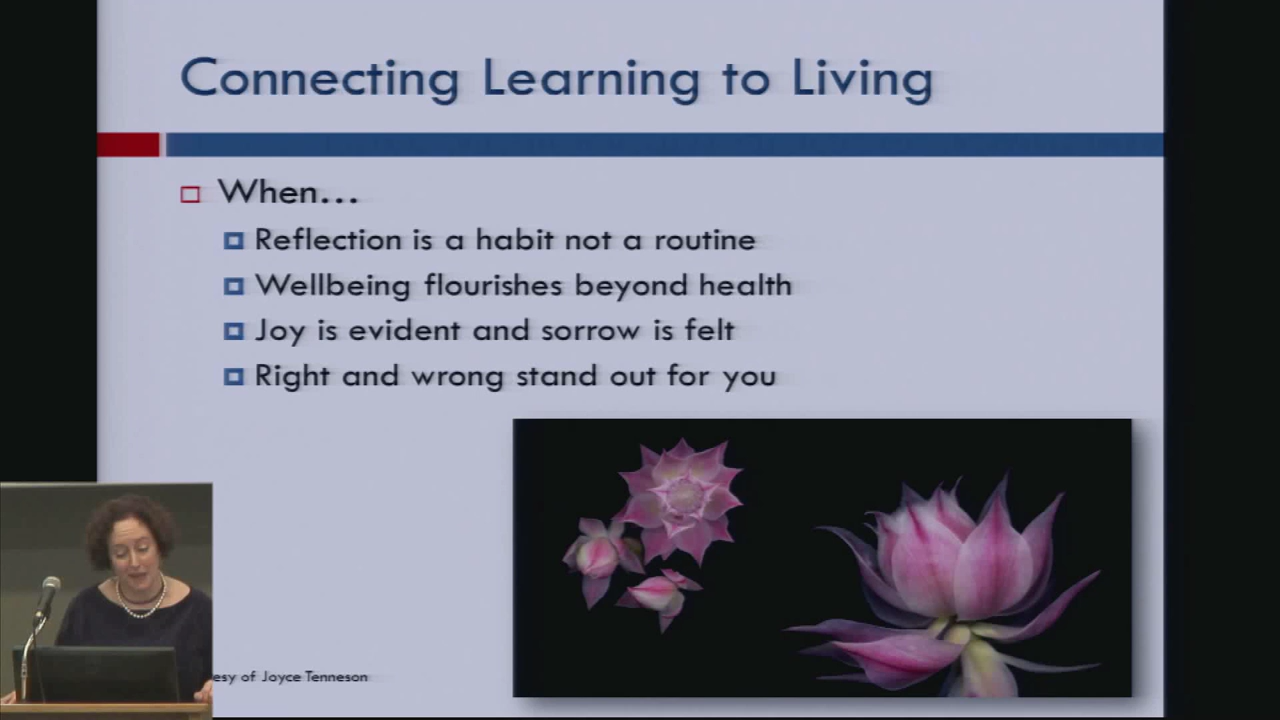 Connecting Learning to Living
When...
Reflection is a habit not a routine
Wellbeing flourishes beyond health
Joy is evident and sorrow is felt
Right and wrong stand out for you
of Joyce Tenneson